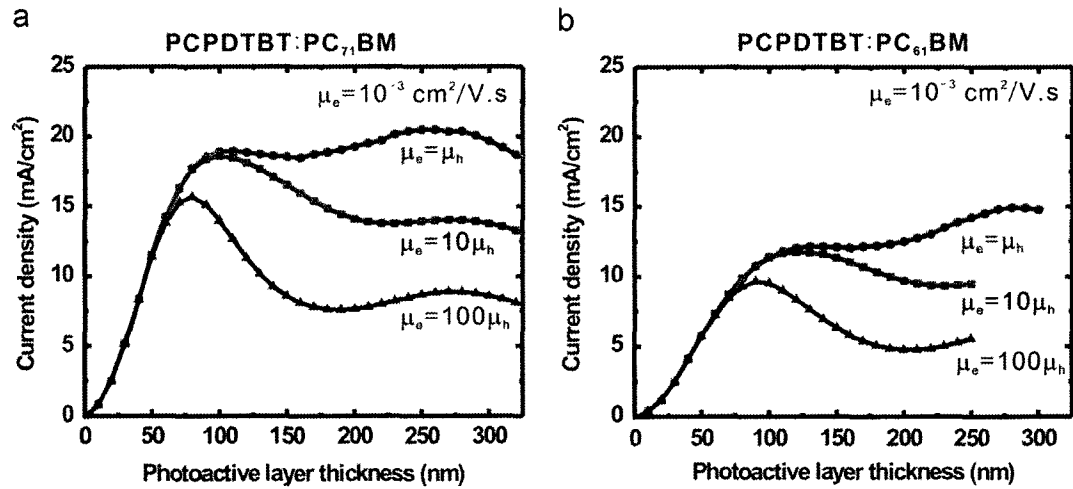 a
PCPDTBT:PC₇₁BM
μₑ=10⁻³ cm²/V.s
μₑ=μₕ
μₑ=10μₕ
μₑ=100μₕ
Current density (mA/cm²)
25
20
15
10
5
0
0 50 100 150 200 250 300
Photoactive layer thickness (nm)
b
PCPDTBT:PC₆₁BM
μₑ=10⁻³ cm²/V.s
μₑ=μₕ
μₑ=10μₕ
μₑ=100μₕ
Current density (mA/cm²)
25
20
15
10
5
0
0 50 100 150 200 250 300
Photoactive layer thickness (nm)